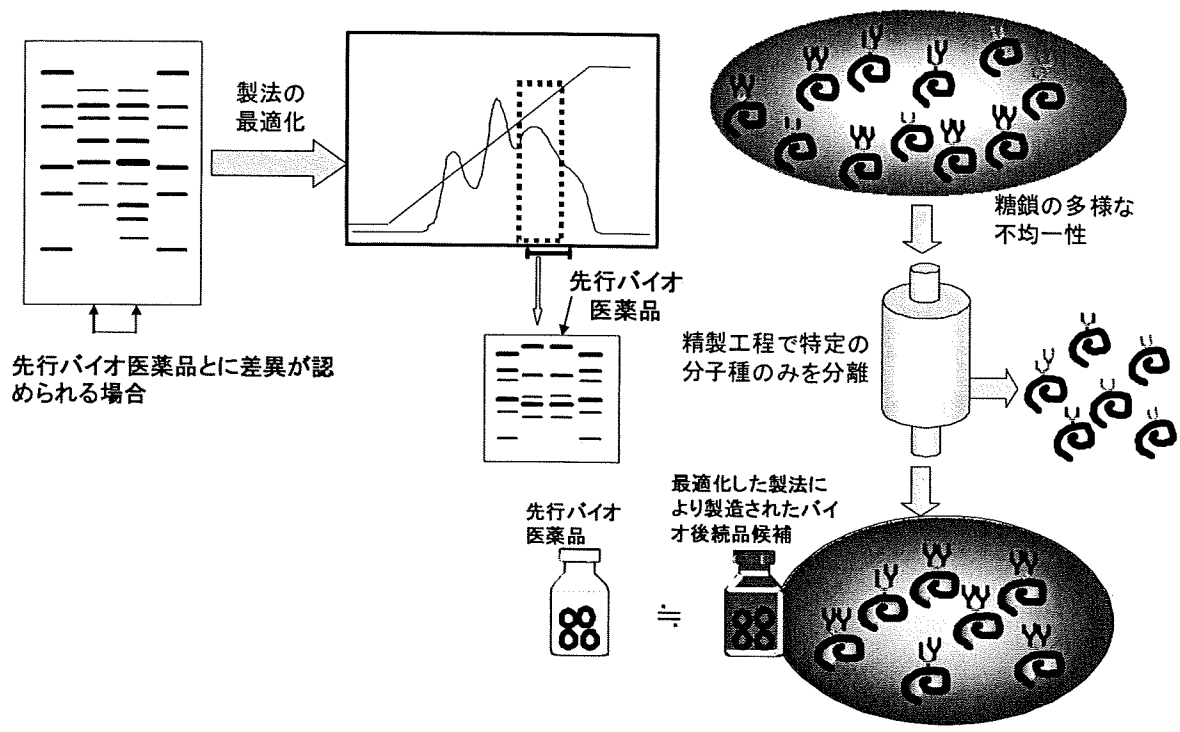 製法の
最適化
先行バイオ医薬品とに差異が認
められる場合
先行バイオ
医薬品
糖鎖の多様な
不均一性
精製工程で特定の
分子種のみを分離
先行バイオ
医薬品
≒
最適化した製法に
より製造されたバイ
オ後続品候補